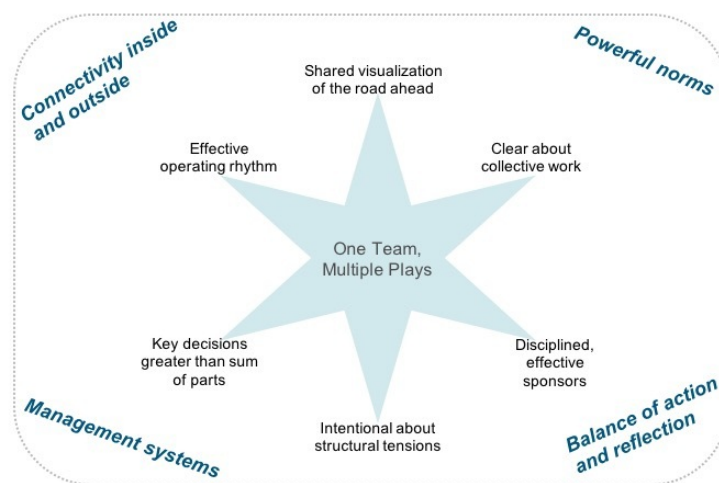 Connectivity inside
and outside
Powerful norms
Shared visualization
of the road ahead
Effective
operating rhythm
Clear about
collective work
One Team,
Multiple Plays
Key decisions
greater than sum
of parts
Disciplined,
effective
sponsors
Intentional about
structural tensions
Management systems
Balance of action
and reflection